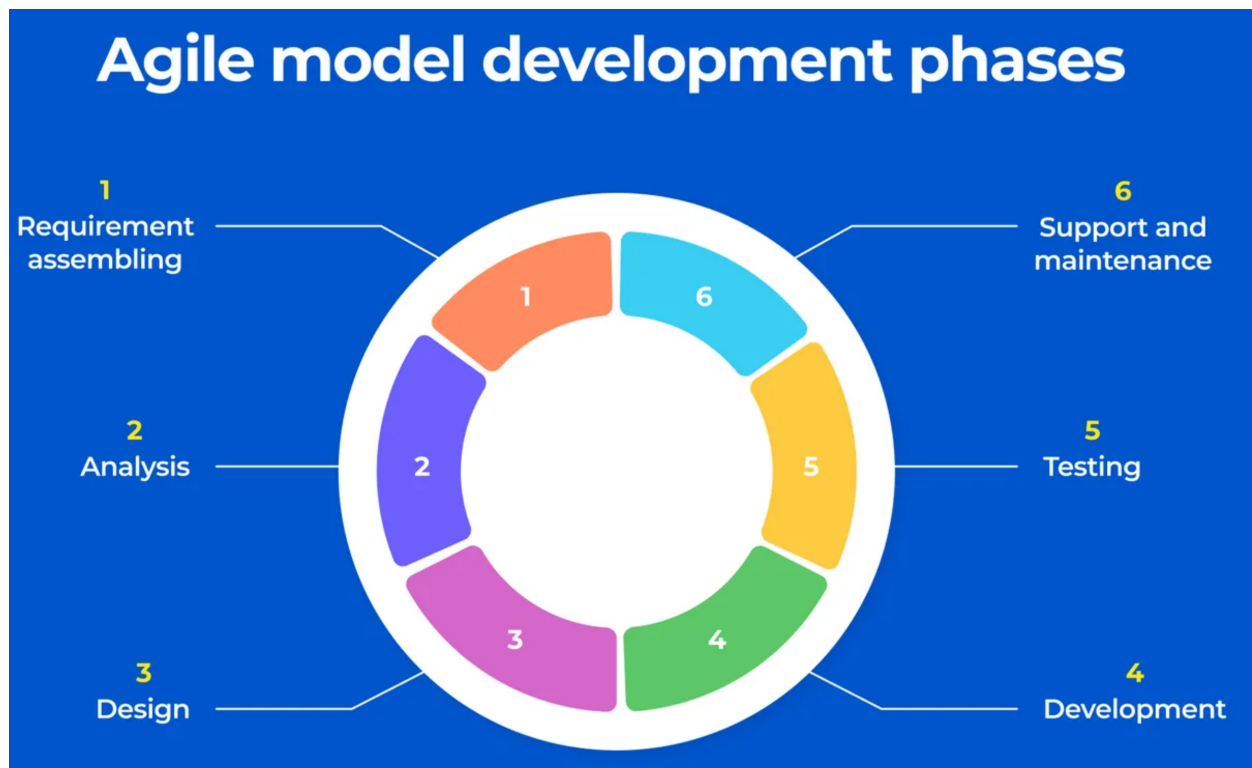 Agile model development phases
1
Requirement
assembling
2
Analysis
3
Design
6
Support and
maintenance
5
Testing
4
Development
1
6
2
5
3
4